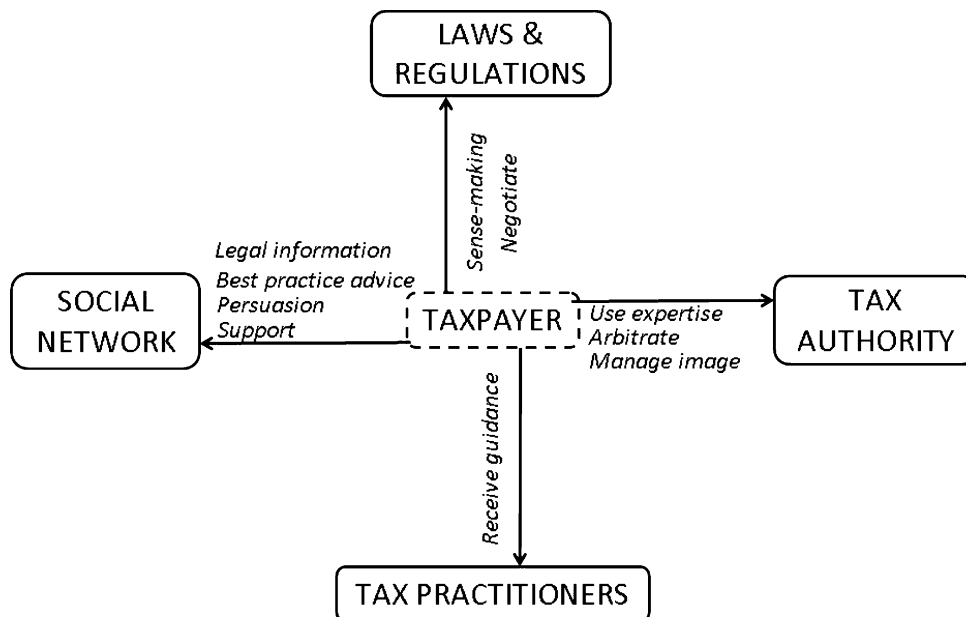 LAWS &
REGULATIONS
Sense-making
Negotiate
Legal information
Best practice advice
Persuasion
Support
SOCIAL
NETWORK
TAXPAYER
Use expertise
Arbitrate
Manage image
TAX
AUTHORITY
Receive guidance
TAX PRACTITIONERS